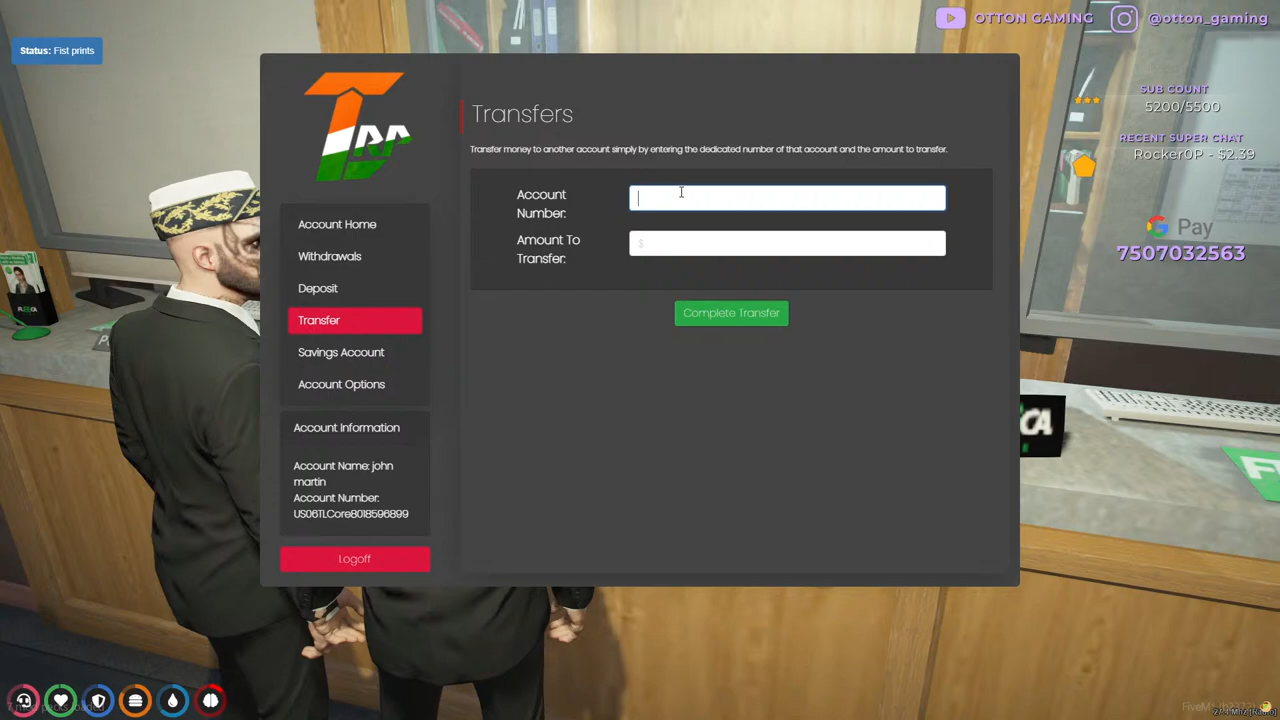 Status: Fist prints
OTTON GAMING
@otton_gaming
SUB COUNT
5200/5500
RECENT SUPER CHAT
Rocker0P - $2.39
G Pay
7507032563
TLRP
Account Home
Withdrawals
Deposit
Transfer
Savings Account
Account Options
Account Information
Account Name: john
martin
Account Number:
US06TLCore8018596899
Logoff
Transfers
Transfer money to another account simply by entering the dedicated number of that account and the amount to transfer.
Account
Number:
Amount To
Transfer:
$
Complete Transfer
FLEECA